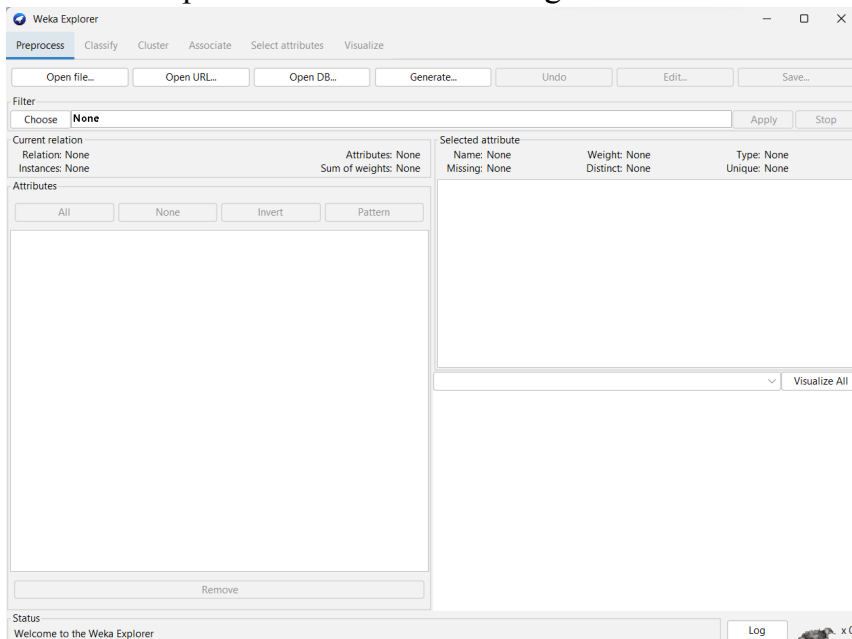 Weka Explorer
Preprocess Classify Cluster Associate Select attributes Visualize
Open file... Open URL... Open DB... Generate... Undo Edit... Save...
Filter
Choose None Apply Stop
Current relation
Relation: None Attributes: None
Instances: None Sum of weights: None
Selected attribute
Name: None Weight: None Type: None
Missing: None Distinct: None Unique: None
Attributes
All None Invert Pattern
Visualize All
Remove
Status
Welcome to the Weka Explorer
Log x 0